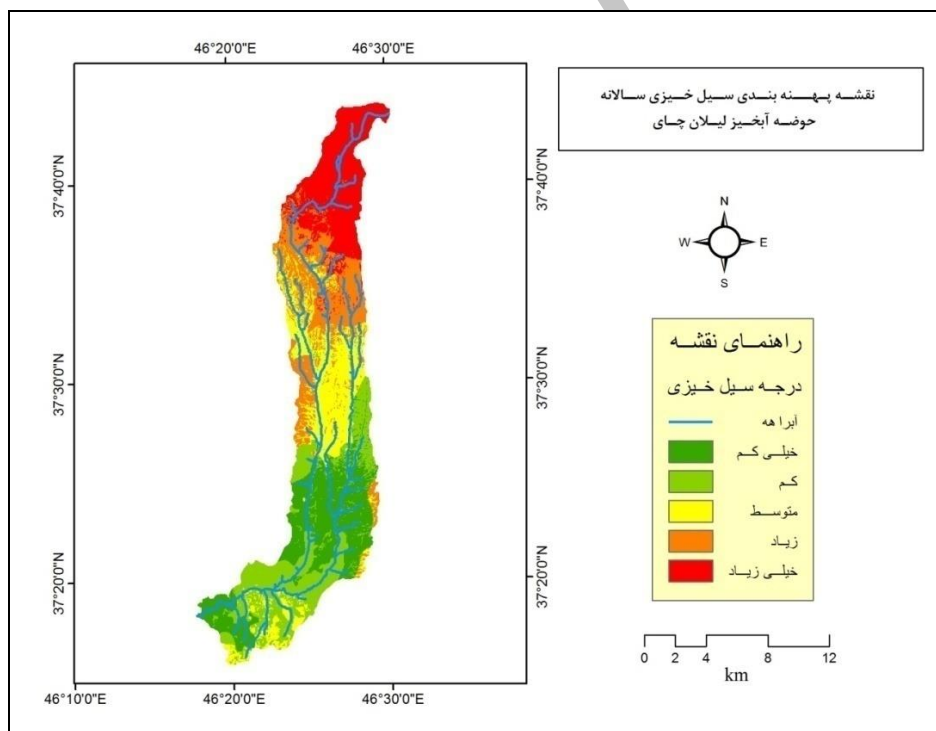 46°20'0"E
46°30'0"E
نقشه پهنه بندی سیل خیزی سالانه
حوضه آبخیز لیلان چای
37°40'0"N
37°40'0"N
N
W
E
S
راهنمای نقشه
درجه سیل خیزی
آبراهه
خیلی کم
کم
متوسط
زیاد
خیلی زیاد
37°30'0"N
37°30'0"N
37°20'0"N
37°20'0"N
0 2 4 8 12
km
46°10'0"E
46°20'0"E
46°30'0"E